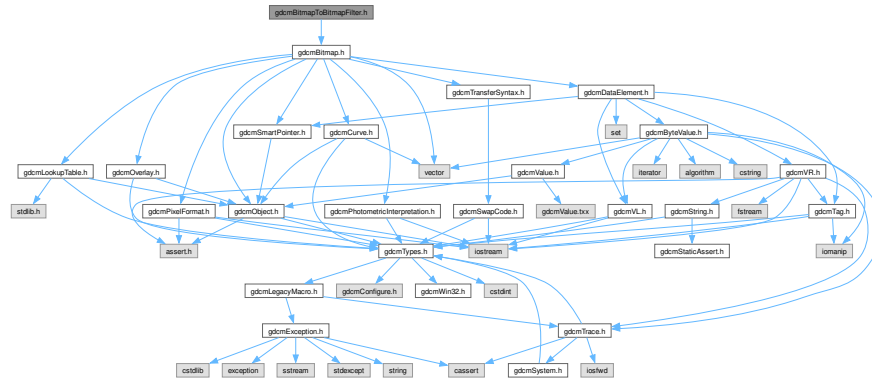 gdcmBitmapToBitmapFilter.h
gdcmBitmap.h
gdcmTransferSyntax.h
gdcmDataElement.h
gdcmSmartPointer.h
gdcmCurve.h
set
gdcmByteValue.h
gdcmLookupTable.h
gdcmOverlay.h
vector
gdcmValue.h
iterator
algorithm
cstring
gdcmVR.h
stdlib.h
gdcmPixelFormat.h
gdcmObject.h
gdcmPhotometricInterpretation.h
gdcmSwapCode.h
gdcmValue.txx
gdcmVL.h
gdcmString.h
fstream
gdcmTag.h
assert.h
gdcmTypes.h
iostream
gdcmStaticAssert.h
iomanip
gdcmLegacyMacro.h
gdcmConfigure.h
gdcmWin32.h
cstdint
gdcmException.h
gdcmTrace.h
cstdlib
exception
sstream
stdexcept
string
cassert
gdcmSystem.h
iosfwd